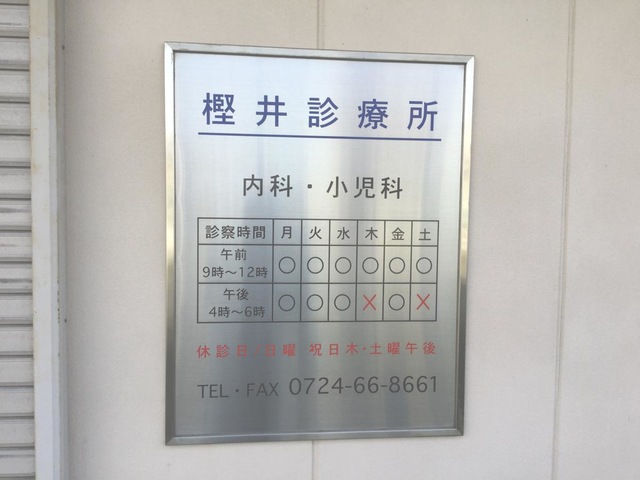 樫井診療所
内科・小児科
診察時間 月 火 水 木 金 土
午前
9時～12時 ○ ○ ○ ○ ○ ○
午後
4時～6時 ○ ○ ○ × ○ ×
休診日/日曜 祝日木・土曜午後
TEL・FAX 0724-66-8661